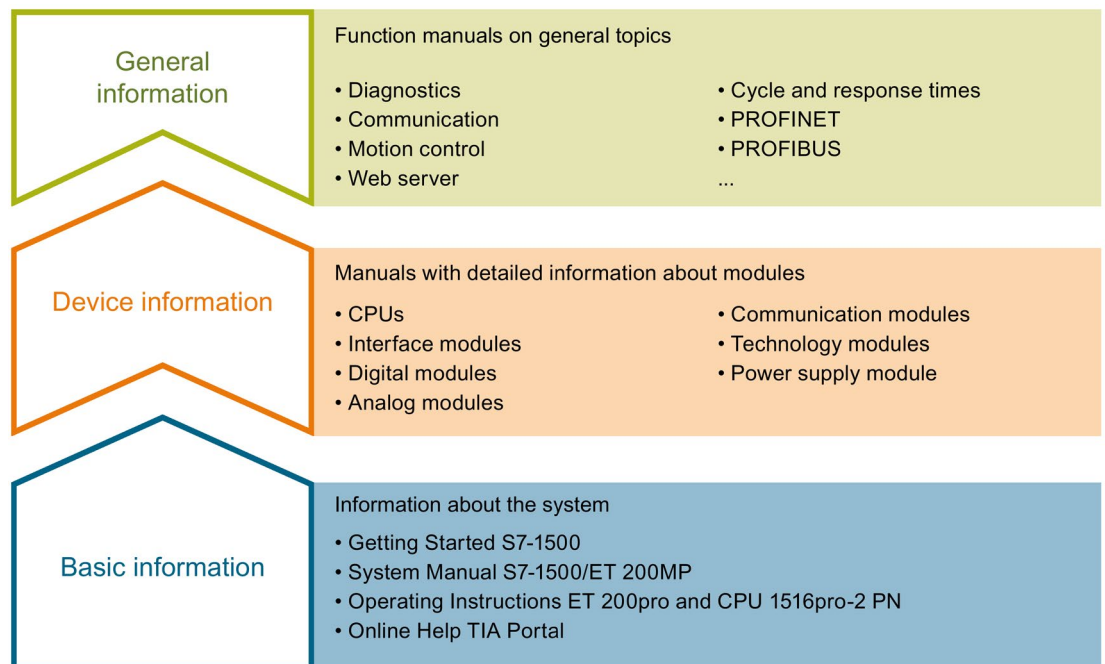 General
information
Function manuals on general topics
• Diagnostics
• Communication
• Motion control
• Web server
• Cycle and response times
• PROFINET
• PROFIBUS
...
Device information
Manuals with detailed information about modules
• CPUs
• Interface modules
• Digital modules
• Analog modules
• Communication modules
• Technology modules
• Power supply module
Basic information
Information about the system
• Getting Started S7-1500
• System Manual S7-1500/ET 200MP
• Operating Instructions ET 200pro and CPU 1516pro-2 PN
• Online Help TIA Portal